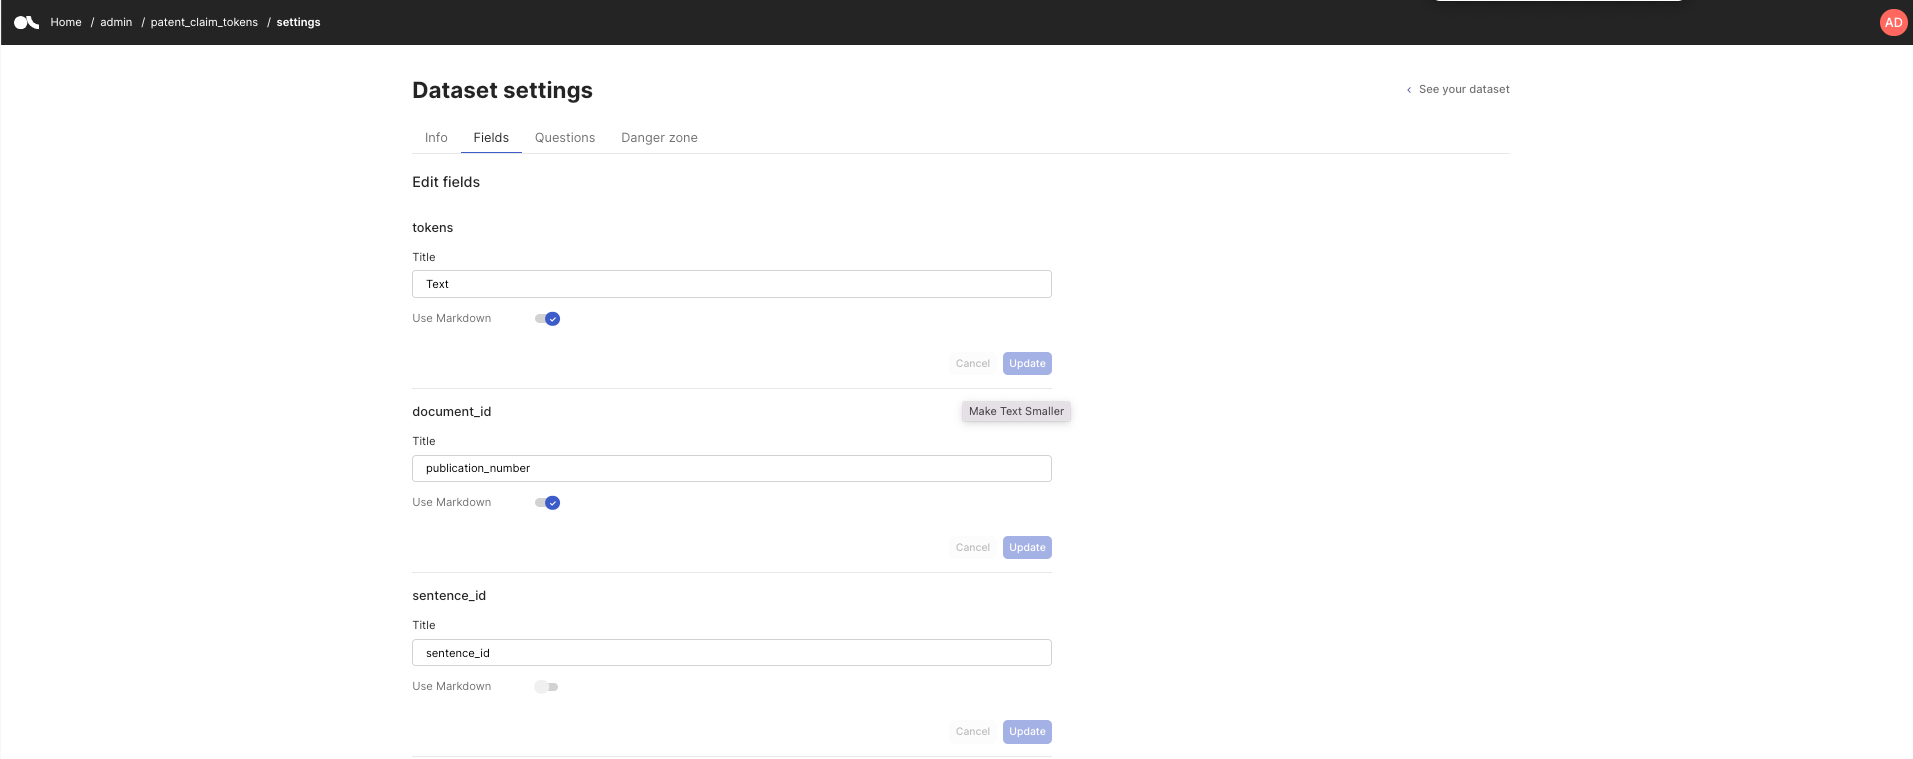 Home / admin / patent_claim_tokens / settings
AD
Dataset settings
See your dataset
Info Fields Questions Danger zone
Edit fields
tokens
Title
Text
Use Markdown
Cancel Update
document_id
Make Text Smaller
Title
publication_number
Use Markdown
Cancel Update
sentence_id
Title
sentence_id
Use Markdown
Cancel Update